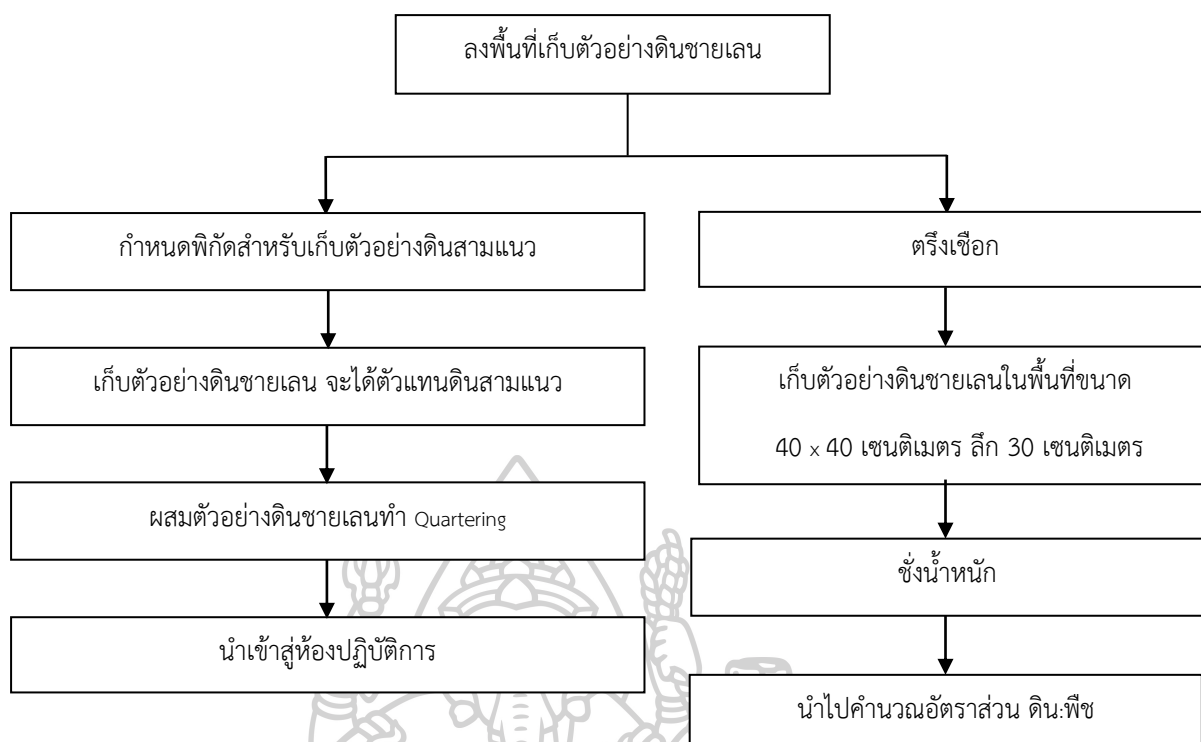 ลงพื้นที่เก็บตัวอย่างดินชายเลน
กำหนดพิกัดสำหรับเก็บตัวอย่างดินสามแนว
เก็บตัวอย่างดินชายเลน จะได้ตัวแทนดินสามแนว
ผสมตัวอย่างดินชายเลนทำ Quartering
นำเข้าสู่ห้องปฏิบัติการ
ตรึงเชือก
เก็บตัวอย่างดินชายเลนในพื้นที่ขนาด
40 x 40 เซนติเมตร ลึก 30 เซนติเมตร
ชั่งน้ำหนัก
นำไปคำนวณอัตราส่วน ดิน:พืช